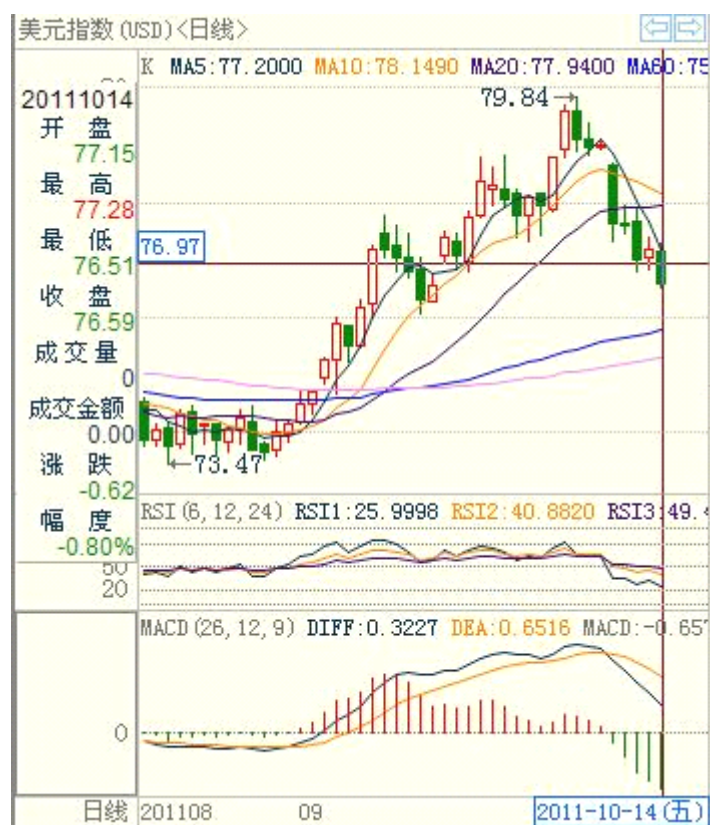 美元指数(USD)<日线>
K MA5:77.2000 MA10:78.1490 MA20:77.9400 MA60:75
20111014
开 盘
77.15
最 高
77.28
最 低
76.51
收 盘
76.59
成交量
0
成交金额
0.00
涨 跌
-0.62
幅 度
-0.80%
79.84
76.97
73.47
RSI(6,12,24) RSI1:25.9998 RSI2:40.8820 RSI3:49.4
50
20
MACD(26,12,9) DIFF:0.3227 DEA:0.6516 MACD:-0.657
0
日线 201108 09 2011-10-14(五)